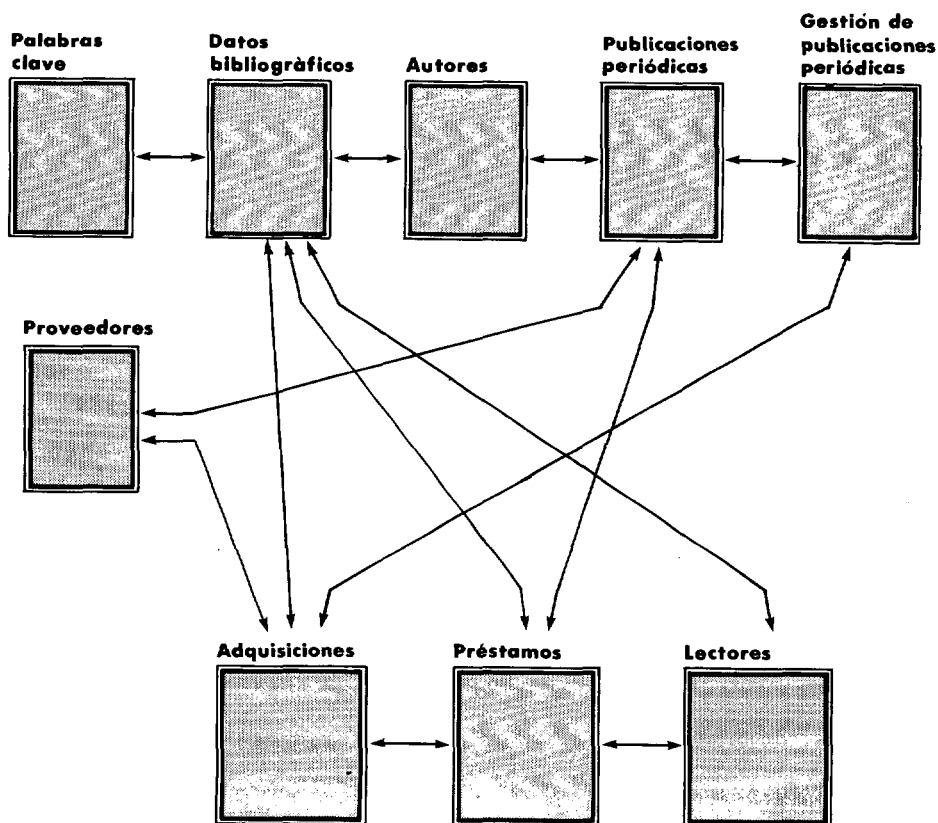 Palabras
clave
Datos
bibliogràficos
Autores
Publicaciones
periódicas
Gestión de
publicaciones
periódicas
Proveedores
Adquisiciones
Préstamos
Lectores